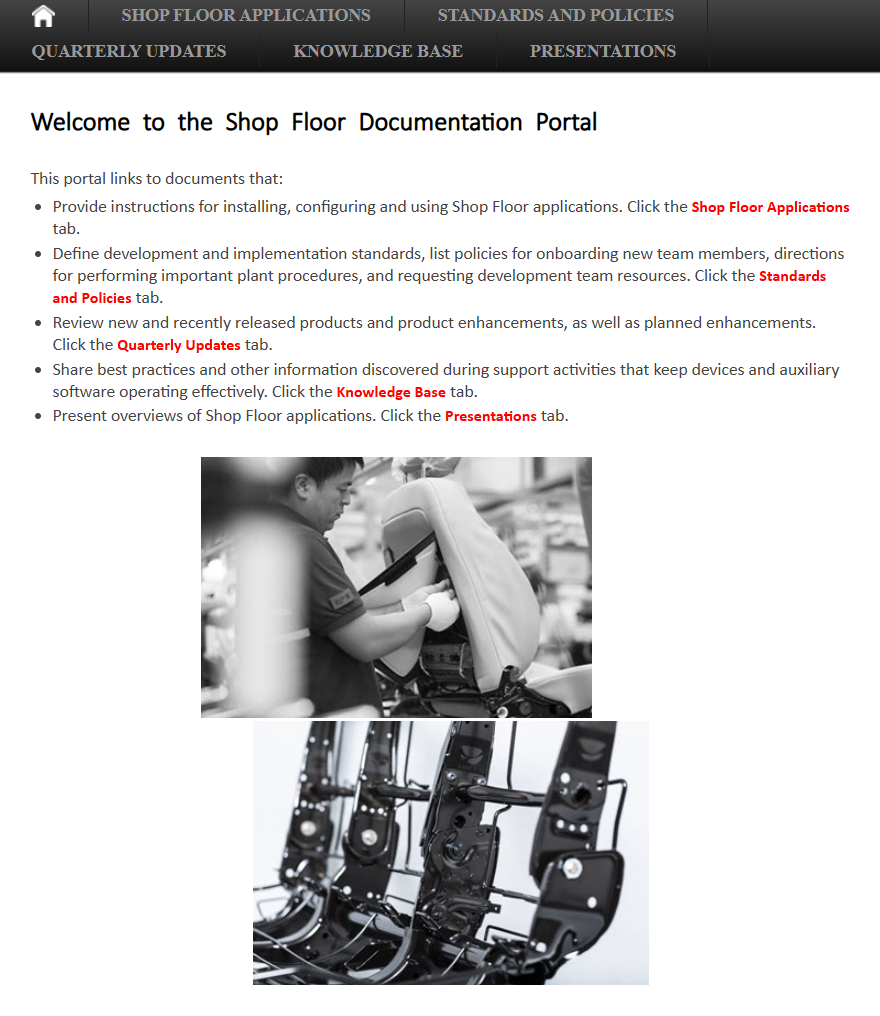 SHOP FLOOR APPLICATIONS
STANDARDS AND POLICIES
QUARTERLY UPDATES
KNOWLEDGE BASE
PRESENTATIONS
Welcome to the Shop Floor Documentation Portal
This portal links to documents that:
• Provide instructions for installing, configuring and using Shop Floor applications. Click the Shop Floor Applications
tab.
• Define development and implementation standards, list policies for onboarding new team members, directions
for performing important plant procedures, and requesting development team resources. Click the Standards
and Policies tab.
• Review new and recently released products and product enhancements, as well as planned enhancements.
Click the Quarterly Updates tab.
• Share best practices and other information discovered during support activities that keep devices and auxiliary
software operating effectively. Click the Knowledge Base tab.
• Present overviews of Shop Floor applications. Click the Presentations tab.